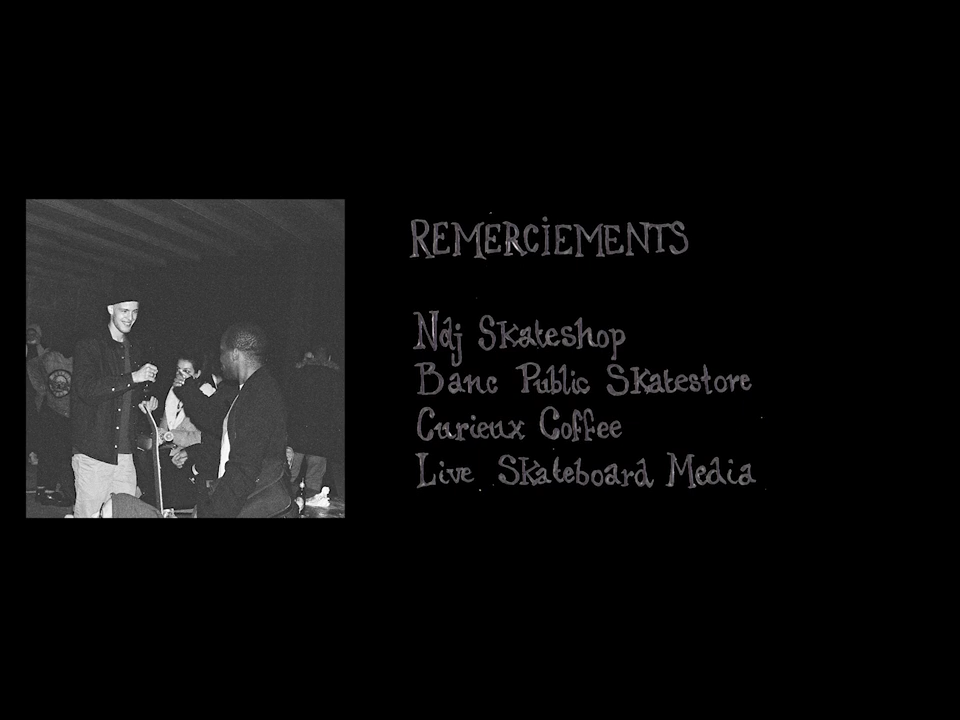 REMERCIEMENTS
Ndj Skateshop
Banc Public Skatestore
Curieux Coffee
Live Skateboard Media